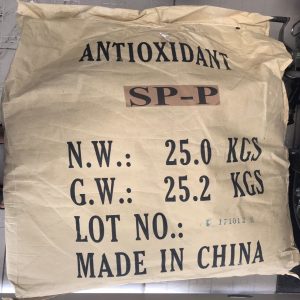 ANTIOXIDANT
SP-P
N.W.: 25.0 KGS
G.W.: 25.2 KGS
LOT NO.:
MADE IN CHINA